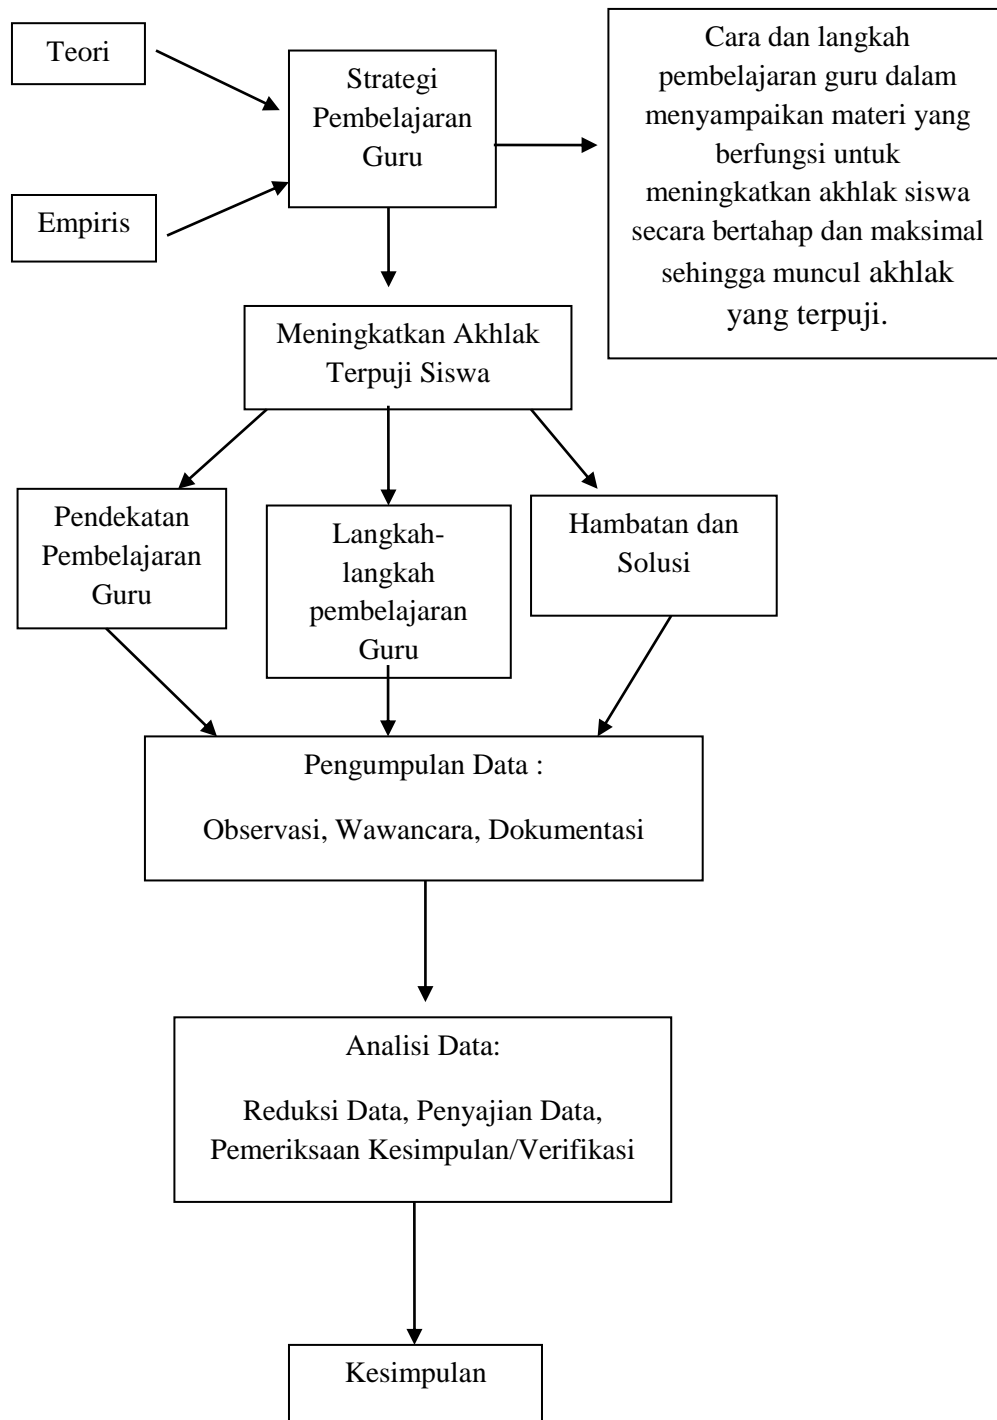 Teori
Strategi
Pembelajaran
Guru
Cara dan langkah
pembelajaran guru dalam
menyampaikan materi yang
berfungsi untuk
meningkatkan akhlak siswa
secara bertahap dan maksimal
sehingga muncul akhlak
yang terpuji.
Empiris
Meningkatkan Akhlak
Terpuji Siswa
Pendekatan
Pembelajaran
Guru
Langkah-
langkah
pembelajaran
Guru
Hambatan dan
Solusi
Pengumpulan Data :
Observasi, Wawancara, Dokumentasi
Analisi Data:
Reduksi Data, Penyajian Data,
Pemeriksaan Kesimpulan/Verifikasi
Kesimpulan